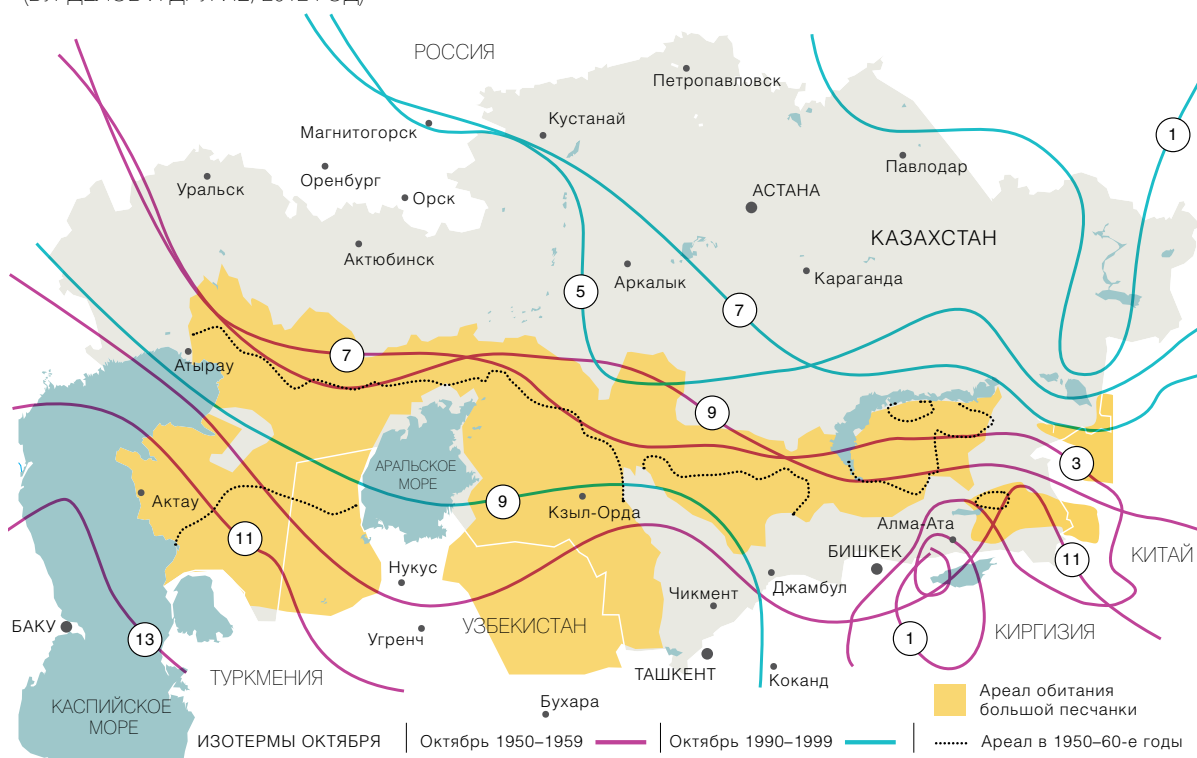 РОССИЯ
Петропавловск
Кустанай
Магнитогорск
1
Павлодар
Оренбург
Уральск
Орск
АСТАНА
КАЗАХСТАН
Актюбинск
Караганда
Аркалык
5
7
7
Атырау
9
3
АРАЛЬСКОЕ
МОРЕ
Актау
9
Кзыл-Орда
Алма-Ата
11
БИШКЕК
КИТАЙ
11
Нукус
Джамбул
Чикмент
БАКУ
13
Угренч
УЗБЕКИСТАН
1
КИРГИЗИЯ
ТУРКМЕНИЯ
ТАШКЕНТ
Коканд
КАСПИЙСКОЕ
МОРЕ
Бухара
Ареал обитания
большой песчанки
ИЗОТЕРМЫ ОКТЯБРЯ
Октябрь 1950–1959
Октябрь 1990–1999
Ареал в 1950–60-е годы